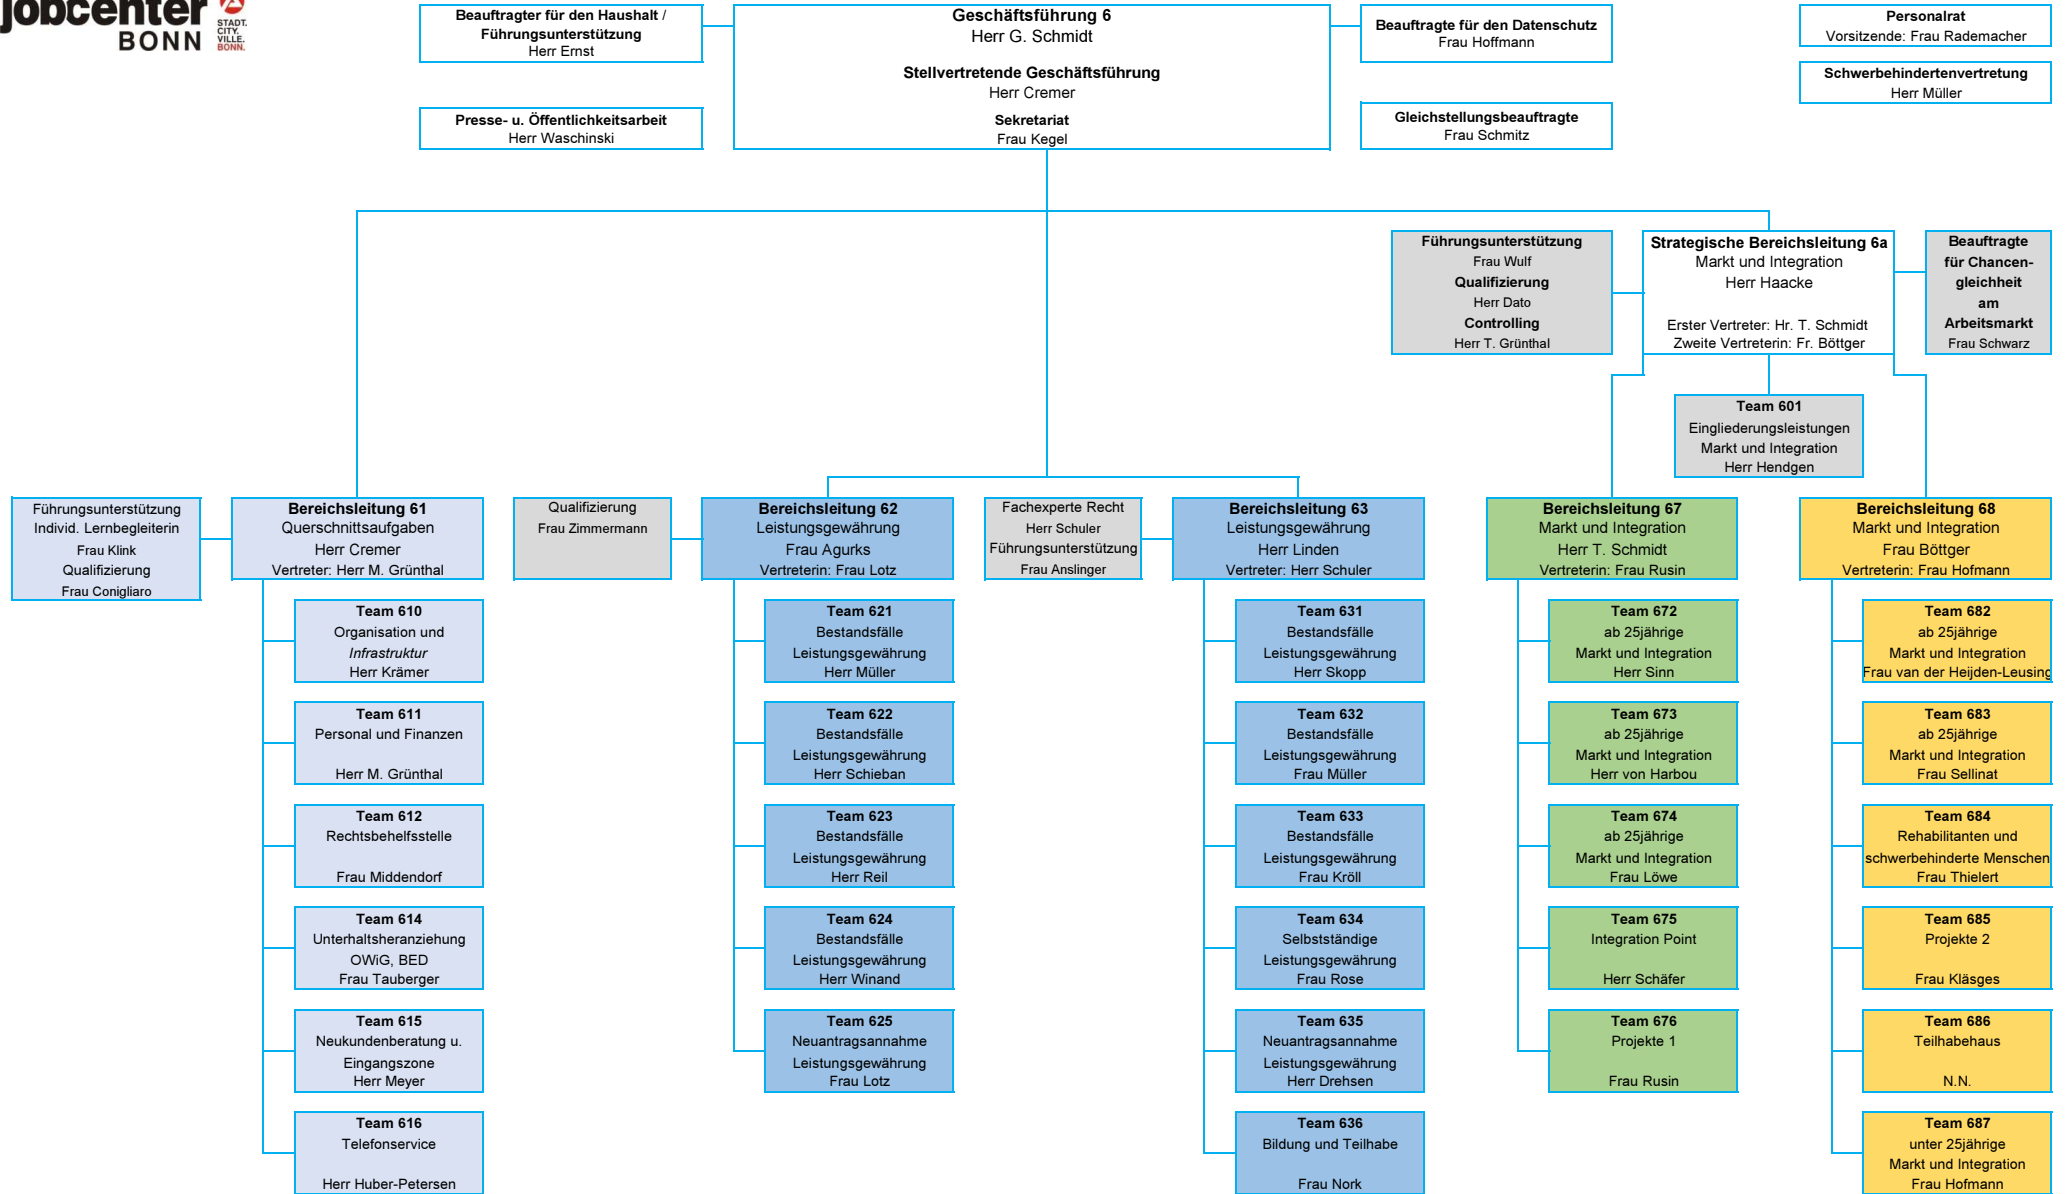 jobcenter
BONN
STADT.
CITY.
VILLE.
BONN.
Beauftragter für den Haushalt /
Führungsunterstützung
Herr Ernst
Presse- u. Öffentlichkeitsarbeit
Herr Waschinski
Geschäftsführung 6
Herr G. Schmidt
Stellvertretende Geschäftsführung
Herr Cremer
Sekretariat
Frau Kegel
Beauftragte für den Datenschutz
Frau Hoffmann
Gleichstellungsbeauftragte
Frau Schmitz
Personalrat
Vorsitzende: Frau Rademacher
Schwerbehindertenvertretung
Herr Müller
Führungsunterstützung
Frau Wulf
Qualifizierung
Herr Dato
Controlling
Herr T. Grünthal
Strategische Bereichsleitung 6a
Markt und Integration
Herr Haacke
Erster Vertreter: Hr. T. Schmidt
Zweite Vertreterin: Fr. Böttger
Beauftragte
für Chancen-
gleichheit
am
Arbeitsmarkt
Frau Schwarz
Team 601
Eingliederungsleistungen
Markt und Integration
Herr Hendgen
Führungsunterstützung
Individ. Lernbegleiterin
Frau Klink
Qualifizierung
Frau Conigliaro
Bereichsleitung 61
Querschnittsaufgaben
Herr Cremer
Vertreter: Herr M. Grünthal
Team 610
Organisation und
Infrastruktur
Herr Krämer
Team 611
Personal und Finanzen
Herr M. Grünthal
Team 612
Rechtsbehelfsstelle
Frau Middendorf
Team 614
Unterhaltsheranziehung
OWiG, BED
Frau Tauberger
Team 615
Neukundenberatung u.
Eingangszone
Herr Meyer
Team 616
Telefonservice
Herr Huber-Petersen
Qualifizierung
Frau Zimmermann
Bereichsleitung 62
Leistungsgewährung
Frau Agurks
Vertreterin: Frau Lotz
Team 621
Bestandsfälle
Leistungsgewährung
Herr Müller
Team 622
Bestandsfälle
Leistungsgewährung
Herr Schieban
Team 623
Bestandsfälle
Leistungsgewährung
Herr Reil
Team 624
Bestandsfälle
Leistungsgewährung
Herr Winand
Team 625
Neuantragsannahme
Leistungsgewährung
Frau Lotz
Fachexperte Recht
Herr Schuler
Führungsunterstützung
Frau Anslinger
Bereichsleitung 63
Leistungsgewährung
Herr Linden
Vertreter: Herr Schuler
Team 631
Bestandsfälle
Leistungsgewährung
Herr Skopp
Team 632
Bestandsfälle
Leistungsgewährung
Frau Müller
Team 633
Bestandsfälle
Leistungsgewährung
Frau Kröll
Team 634
Selbstständige
Leistungsgewährung
Frau Rose
Team 635
Neuantragsannahme
Leistungsgewährung
Herr Drehsen
Team 636
Bildung und Teilhabe
Frau Nork
Bereichsleitung 67
Markt und Integration
Herr T. Schmidt
Vertreterin: Frau Rusin
Team 672
ab 25jährige
Markt und Integration
Herr Sinn
Team 673
ab 25jährige
Markt und Integration
Herr von Harbou
Team 674
ab 25jährige
Markt und Integration
Frau Löwe
Team 675
Integration Point
Herr Schäfer
Team 676
Projekte 1
Frau Rusin
Bereichsleitung 68
Markt und Integration
Frau Böttger
Vertreterin: Frau Hofmann
Team 682
ab 25jährige
Markt und Integration
Frau van der Heijden-Leusing
Team 683
ab 25jährige
Markt und Integration
Frau Sellinat
Team 684
Rehabilitanten und
schwerbehinderte Menschen
Frau Thielert
Team 685
Projekte 2
Frau Kläsges
Team 686
Teilhabehaus
N.N.
Team 687
unter 25jährige
Markt und Integration
Frau Hofmann